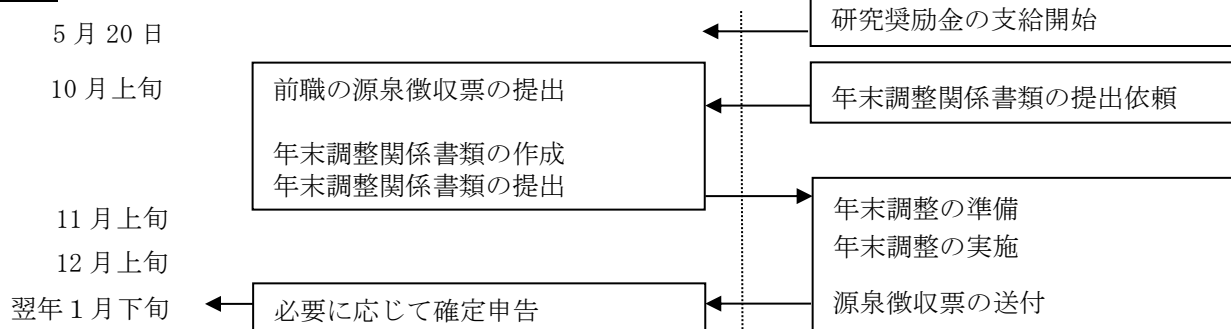 研究奨励金の支給開始
5月20日
10月上旬
前職の源泉徴収票の提出
年末調整関係書類の提出依頼
年末調整関係書類の作成
年末調整関係書類の提出
11月上旬
年末調整の準備
年末調整の実施
12月上旬
翌年1月下旬
必要に応じて確定申告
源泉徴収票の送付